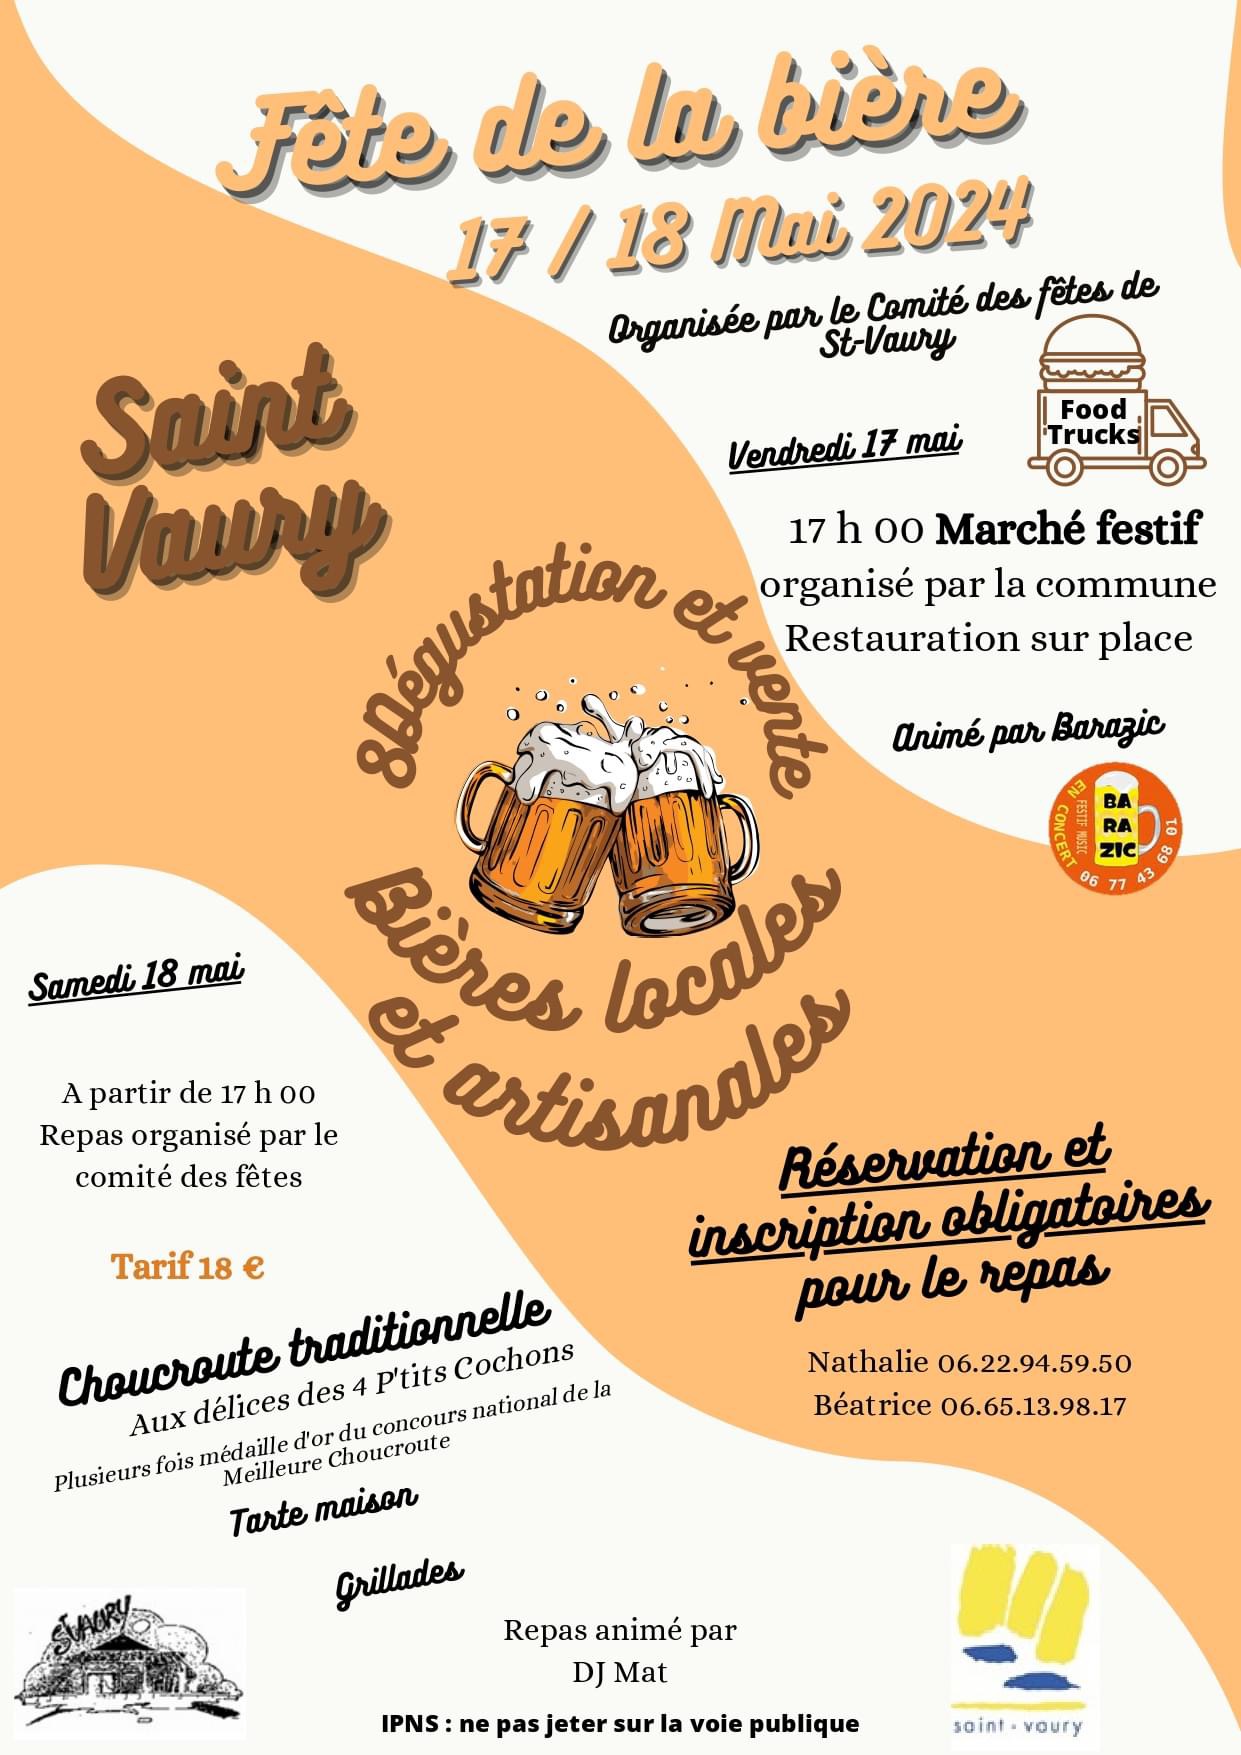 Fête de la bière
17 / 18 Mai 2024
Organisée par le Comité des fêtes de
St-Vaury
Saint
Vaury
Food
Trucks
Vendredi 17 mai
17 h 00 Marché festif
organisé par la commune
Restauration sur place
Animé par Barazic
BA
RA
ZIC
EN CONCERT
FESTIF MUSIC
06 77 43 68 01
8Dégustation et vente
Bières locales
et artisanales
Samedi 18 mai
A partir de 17 h 00
Repas organisé par le
comité des fêtes
Tarif 18 €
Choucroute traditionnelle
Aux délices des 4 P'tits Cochons
Plusieurs fois médaille d'or du concours national de la
Meilleure Choucroute
Tarte maison
Grillades
Réservation et
inscription obligatoires
pour le repas
Nathalie 06.22.94.59.50
Béatrice 06.65.13.98.17
Repas animé par
DJ Mat
IPNS : ne pas jeter sur la voie publique
ST VAURY
saint - vaury